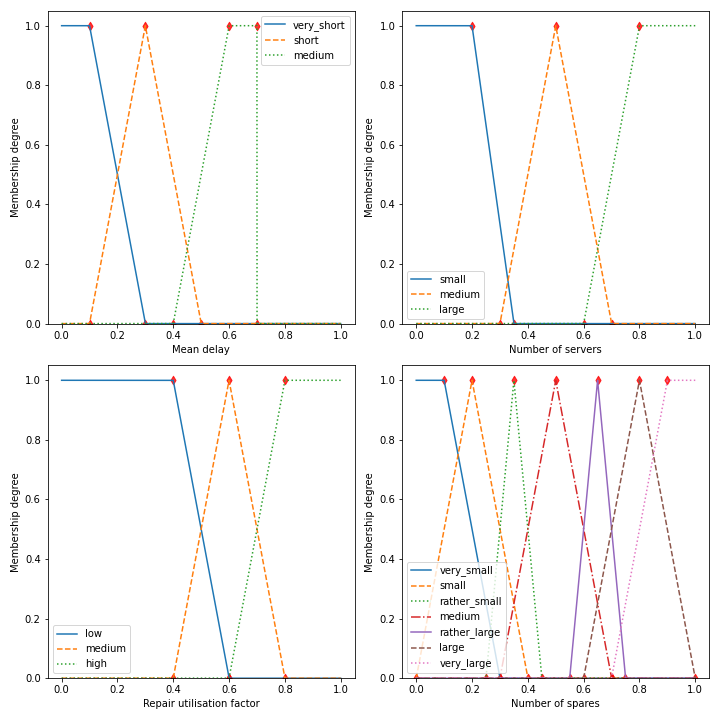 1.0
0.8
0.6
0.4
0.2
0.0
Membership degree
very_short
short
medium
0.0 0.2 0.4 0.6 0.8 1.0
Mean delay
1.0
0.8
0.6
0.4
0.2
0.0
Membership degree
small
medium
large
0.0 0.2 0.4 0.6 0.8 1.0
Number of servers
1.0
0.8
0.6
0.4
0.2
0.0
Membership degree
low
medium
high
0.0 0.2 0.4 0.6 0.8 1.0
Repair utilisation factor
1.0
0.8
0.6
0.4
0.2
0.0
Membership degree
very_small
small
rather_small
medium
rather_large
large
very_large
0.0 0.2 0.4 0.6 0.8 1.0
Number of spares